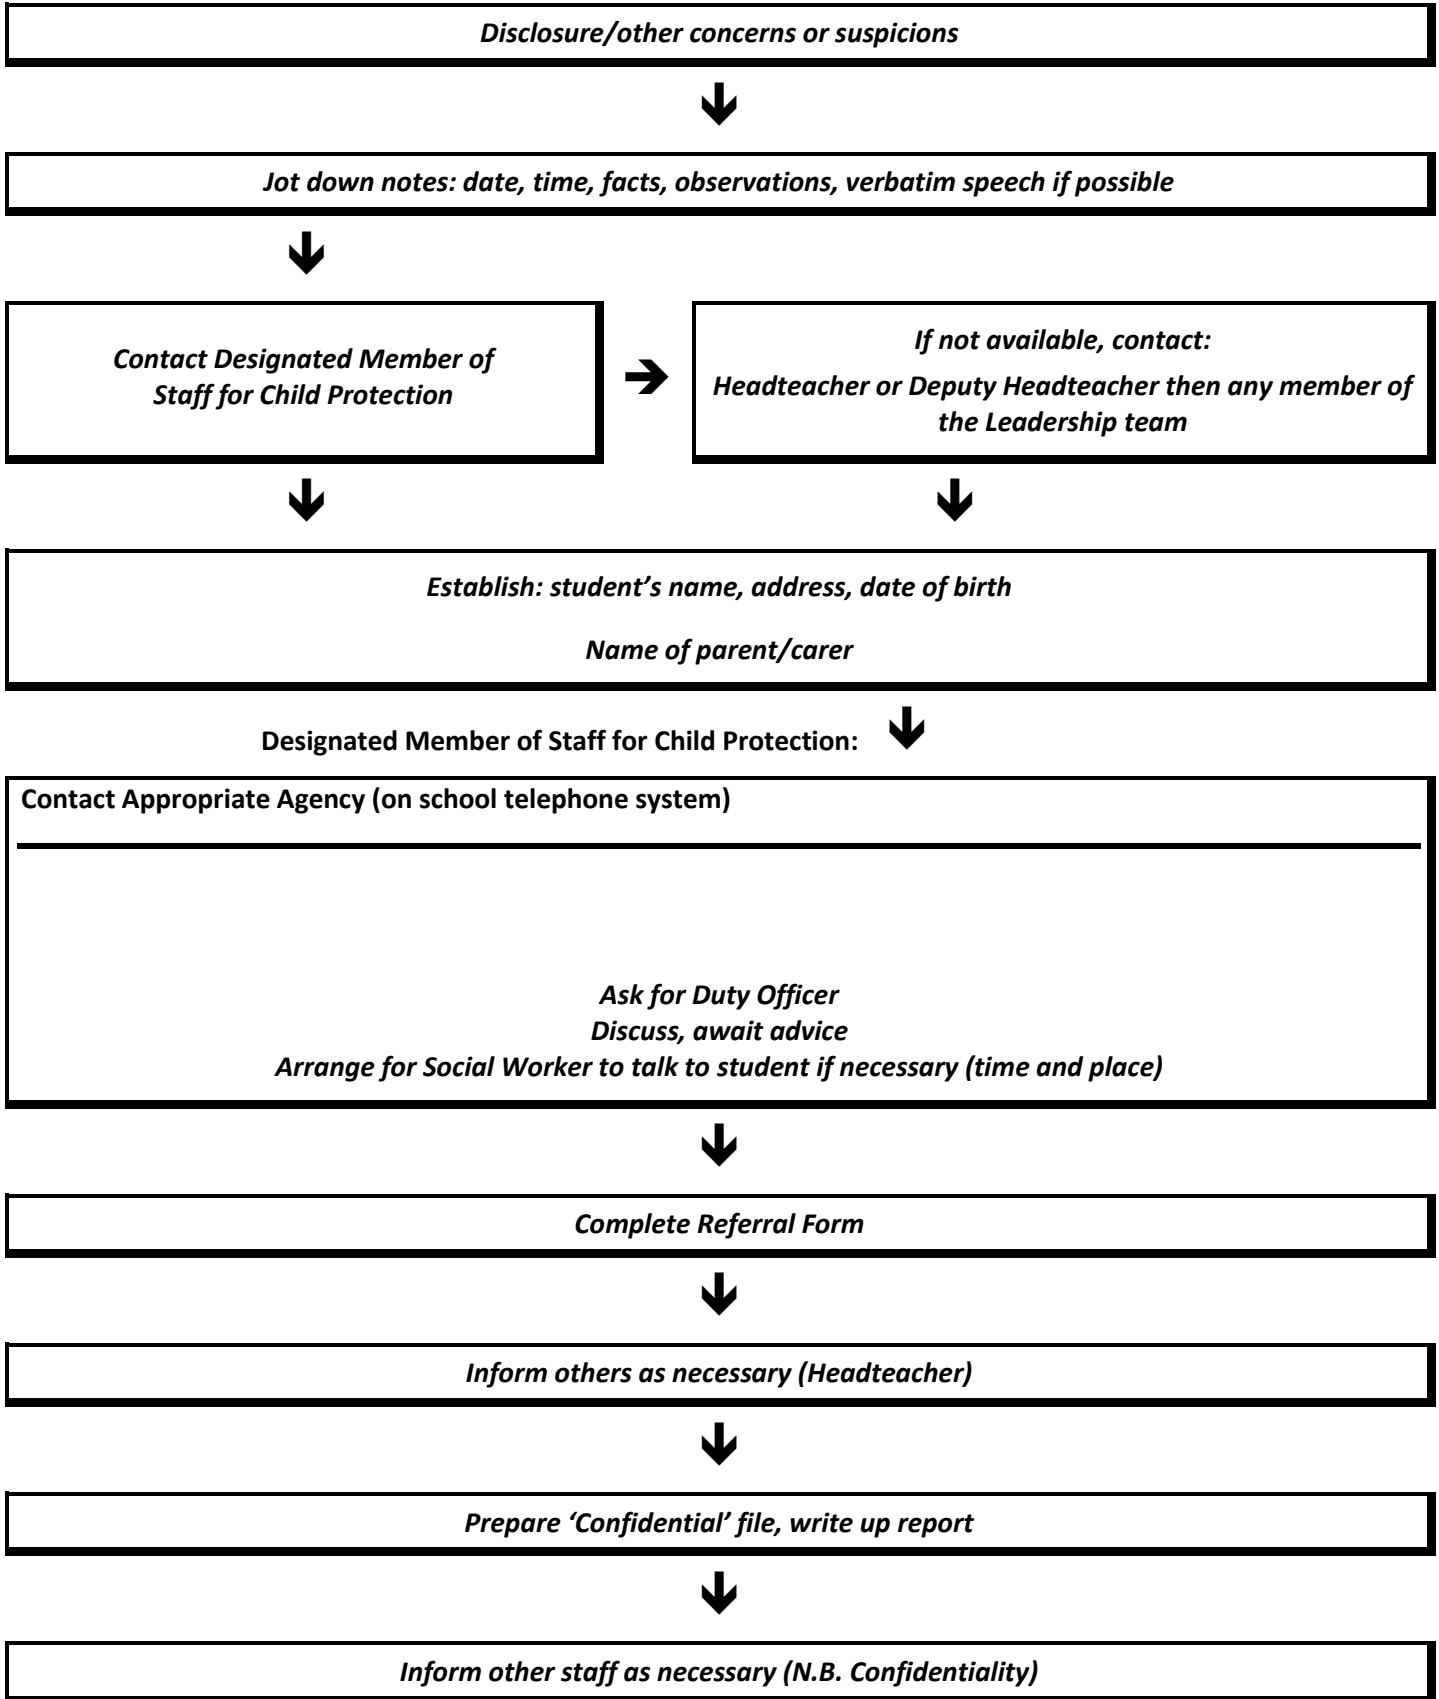 Disclosure/other concerns or suspicions
Jot down notes: date, time, facts, observations, verbatim speech if possible
Contact Designated Member of
Staff for Child Protection
If not available, contact:
Headteacher or Deputy Headteacher then any member of
the Leadership team
Establish: student’s name, address, date of birth
Name of parent/carer
Designated Member of Staff for Child Protection:
Contact Appropriate Agency (on school telephone system)
Ask for Duty Officer
Discuss, await advice
Arrange for Social Worker to talk to student if necessary (time and place)
Complete Referral Form
Inform others as necessary (Headteacher)
Prepare ‘Confidential’ file, write up report
Inform other staff as necessary (N.B. Confidentiality)